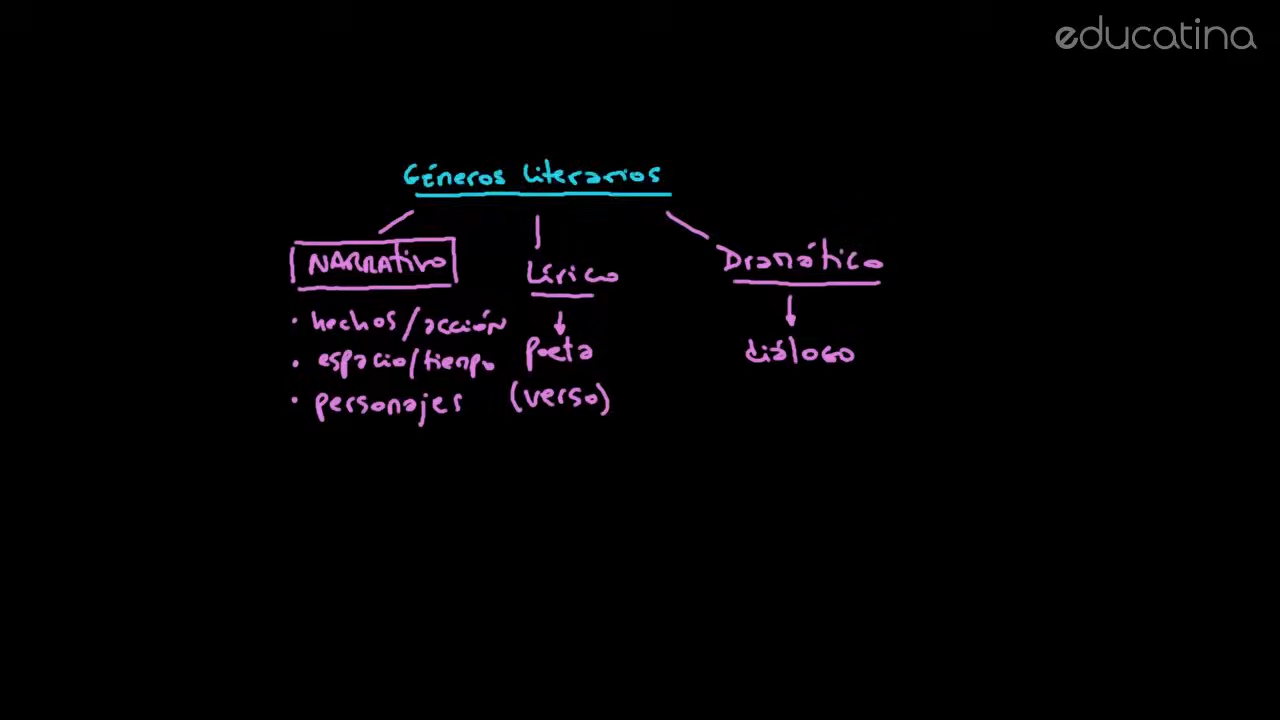 educatina
Géneros Literarios
NARRATIVO
Lírico
Dramático
• hechos/acción
• espacio/tiempo
• personajes
poeta
(verso)
diálogo